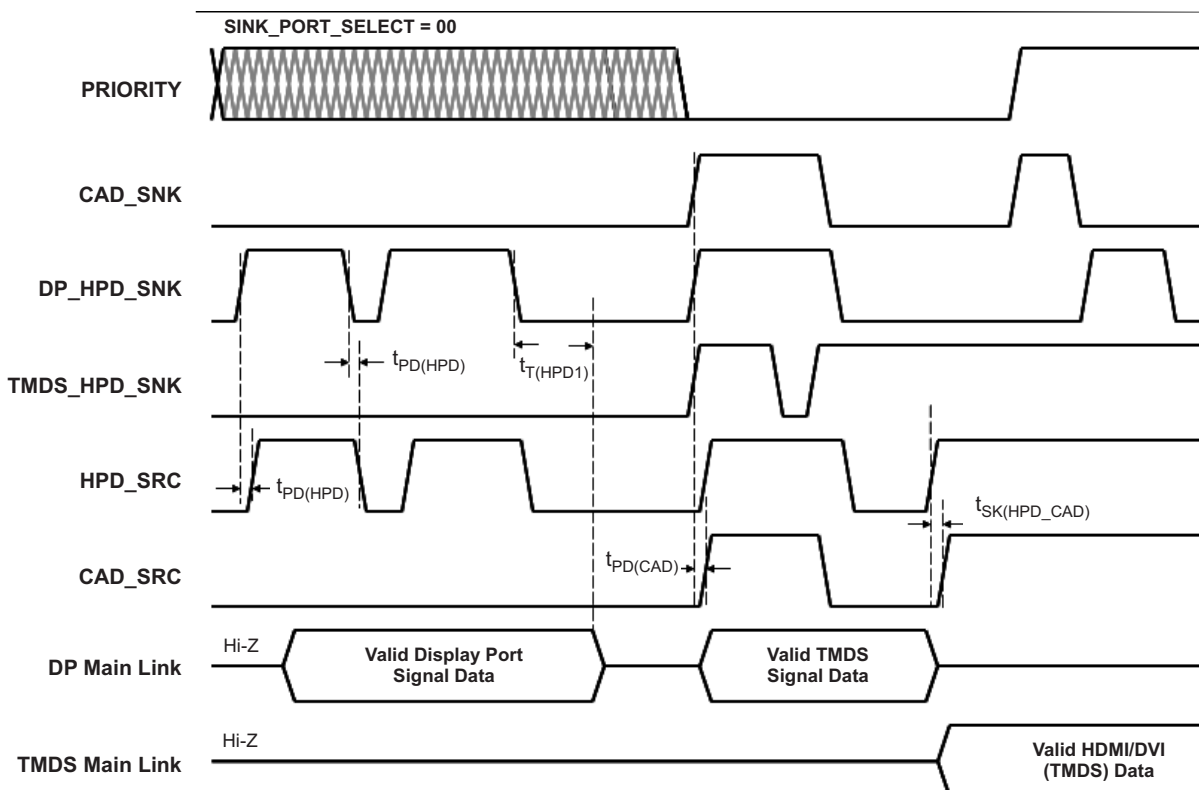 SINK_PORT_SELECT = 00
PRIORITY
CAD_SNK
DP_HPD_SNK
tPD(HPD)
tT(HPD1)
TMDS_HPD_SNK
HPD_SRC
tPD(HPD)
tSK(HPD_CAD)
tPD(CAD)
CAD_SRC
Hi-Z
DP Main Link
Valid Display Port
Signal Data
Valid TMDS
Signal Data
Hi-Z
TMDS Main Link
Valid HDMI/DVI
(TMDS) Data